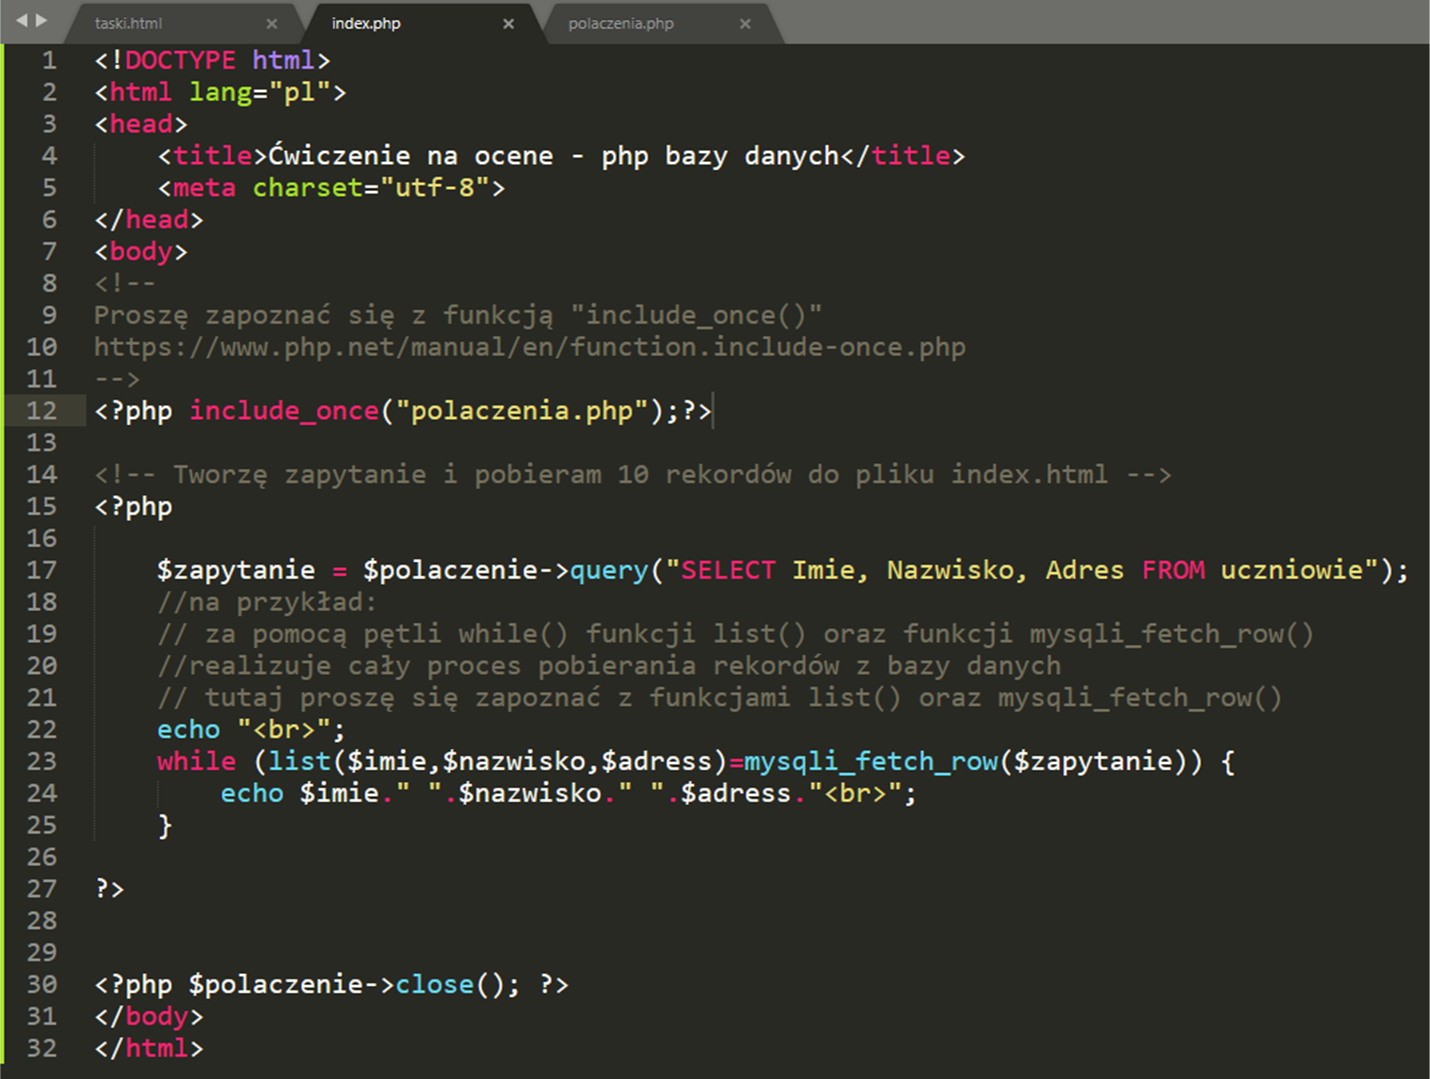 taski.html × index.php × polaczenia.php ×
1 <!DOCTYPE html>
2 <html lang="pl">
3 <head>
4     <title>Ćwiczenie na ocene - php bazy danych</title>
5     <meta charset="utf-8">
6 </head>
7 <body>
8 <!--
9 Proszę zapoznać się z funkcją "include_once()"
10 https://www.php.net/manual/en/function.include-once.php
11 -->
12 <?php include_once("polaczenia.php");?>
13
14 <!-- Tworzę zapytanie i pobieram 10 rekordów do pliku index.html -->
15 <?php
16
17     $zapytanie = $polaczenie->query("SELECT Imie, Nazwisko, Adres FROM uczniowie");
18     //na przykład:
19     // za pomocą pętli while() funkcji list() oraz funkcji mysqli_fetch_row()
20     //realizuje cały proces pobierania rekordów z bazy danych
21     // tutaj proszę się zapoznać z funkcjami list() oraz mysqli_fetch_row()
22     echo "<br>";
23     while (list($imie,$nazwisko,$adress)=mysqli_fetch_row($zapytanie)) {
24         echo $imie." ".$nazwisko." ".$adress."<br>";
25     }
26
27 ?>
28
29
30 <?php $polaczenie->close(); ?>
31 </body>
32 </html>